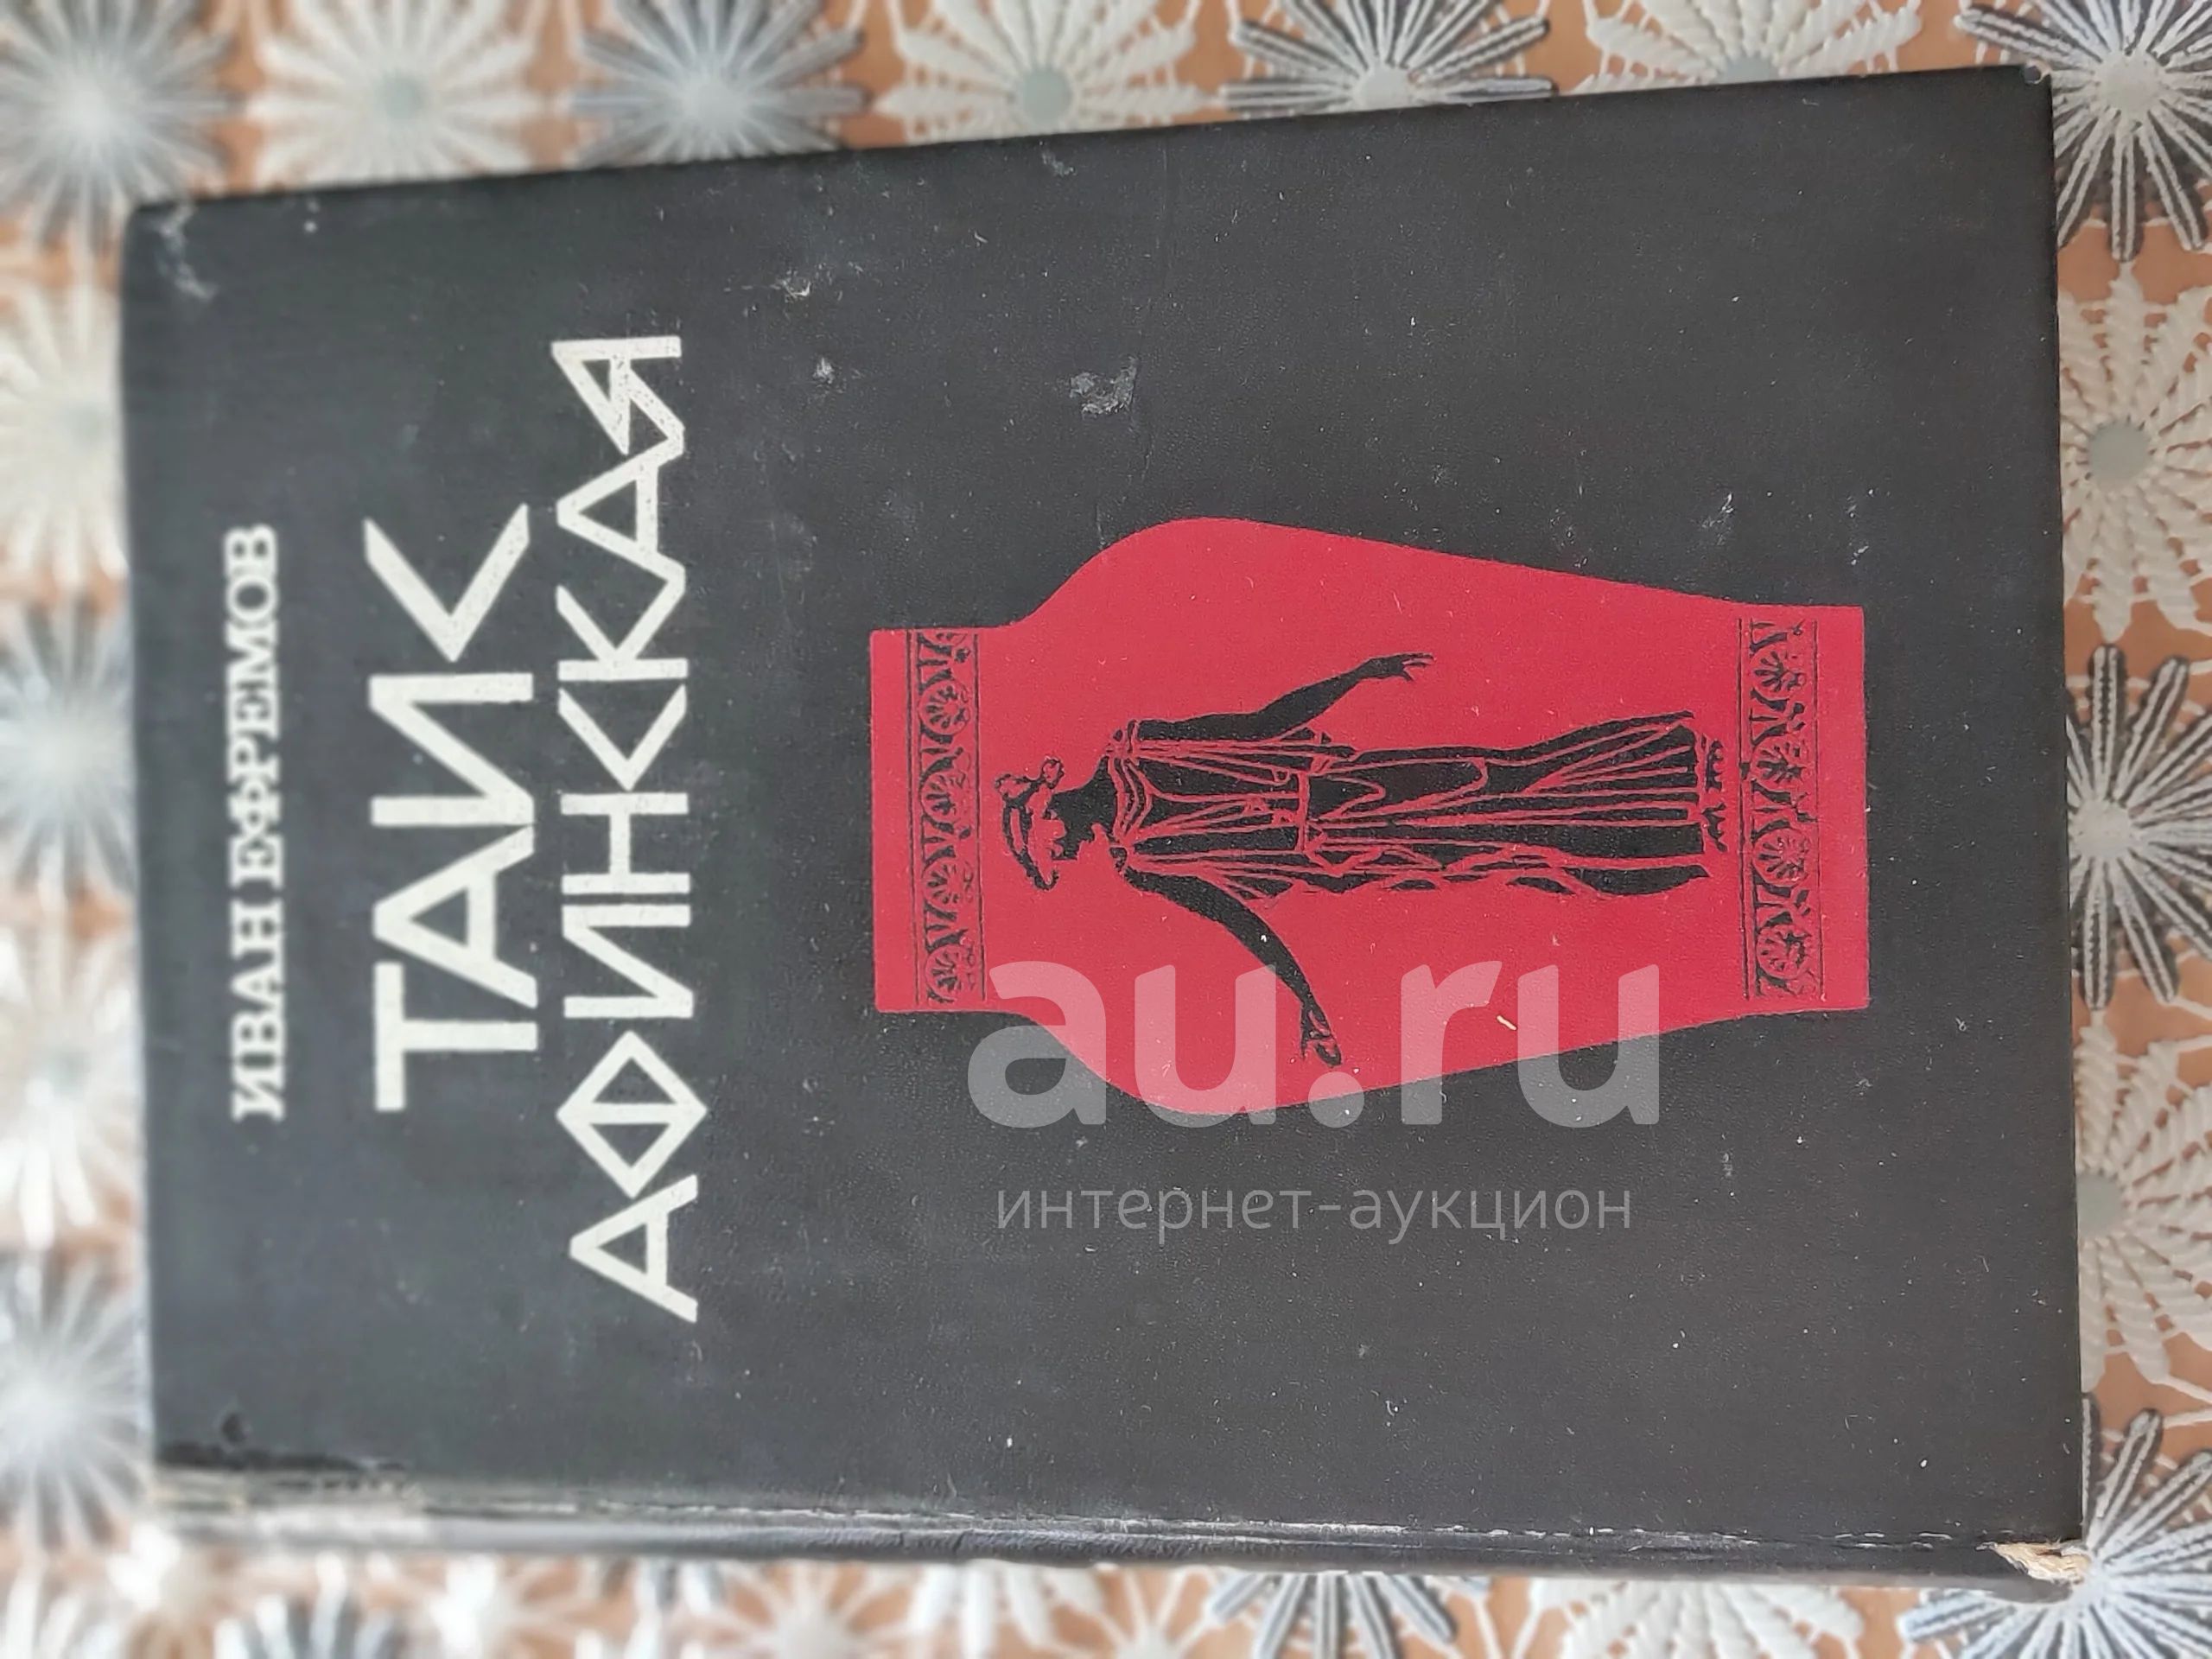 ИВАН ЕФРЕМОВ
ТАИС
АФИНСКАЯ
au.ru
интернет-аукцион